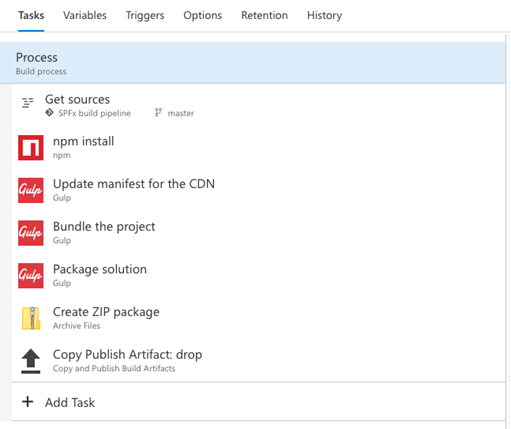 Tasks Variables Triggers Options Retention History
Process
Build process
Get sources
SPFx build pipeline master
npm install
npm
Gulp Update manifest for the CDN
Gulp
Gulp Bundle the project
Gulp
Gulp Package solution
Gulp
Create ZIP package
Archive Files
Copy Publish Artifact: drop
Copy and Publish Build Artifacts
+ Add Task